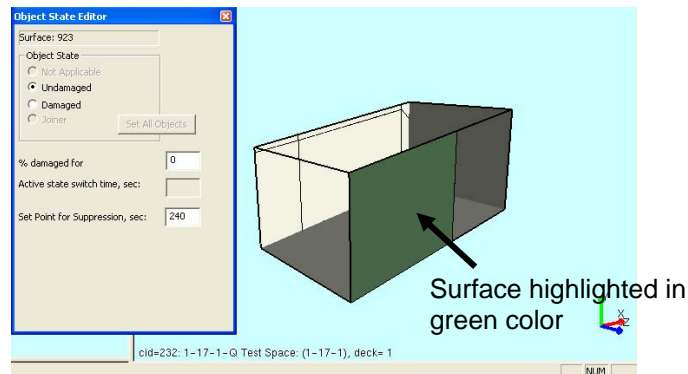 Object State Editor
Surface: 923
Object State
Not Applicable
Undamaged
Damaged
Joiner
Set All Objects
% damaged for
0
Active state switch time, sec:
Set Point for Suppression, sec:
240
Surface highlighted in
green color
X
Z
cid=232: 1-17-1-Q Test Space: (1-17-1), deck= 1
NUM